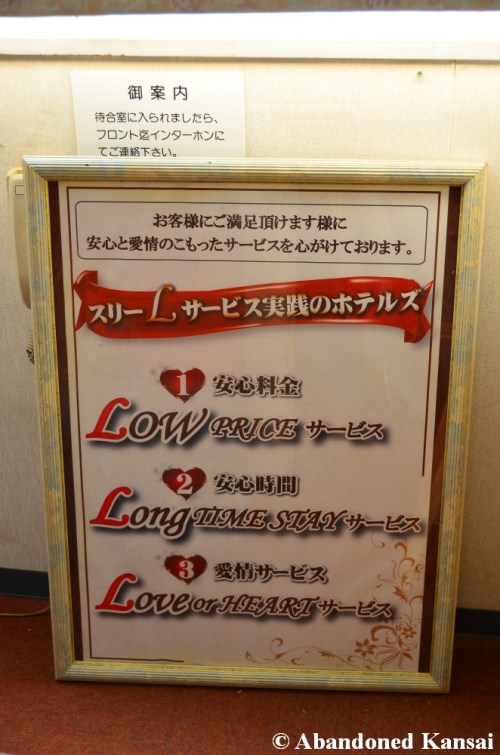 御案内
待合室に入られましたら、
フロント迄インターホンに
てご連絡下さい。
お客様にご満足頂けます様に
安心と愛情のこもったサービスを心がけております。
スリーLサービス実践のホテルズ
1 安心料金
LOW PRICE サービス
2 安心時間
Long TIME STAY サービス
3 愛情サービス
Love or HEART サービス
© Abandoned Kansai